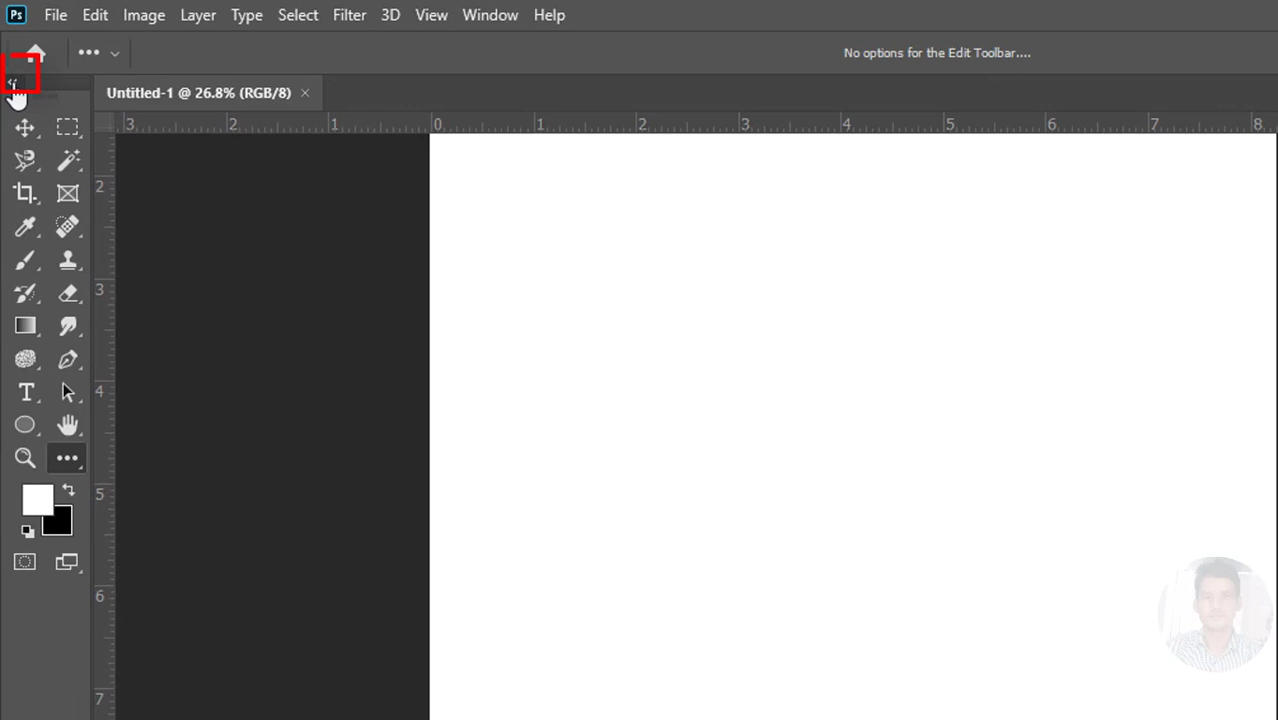 Ps File Edit Image Layer Type Select Filter 3D View Window Help
No options for the Edit Toolbar....
Untitled-1 @ 26.8% (RGB/8) ×
3 2 1 0 1 2 3 4 5 6 7 8
2
3
4
5
6
7